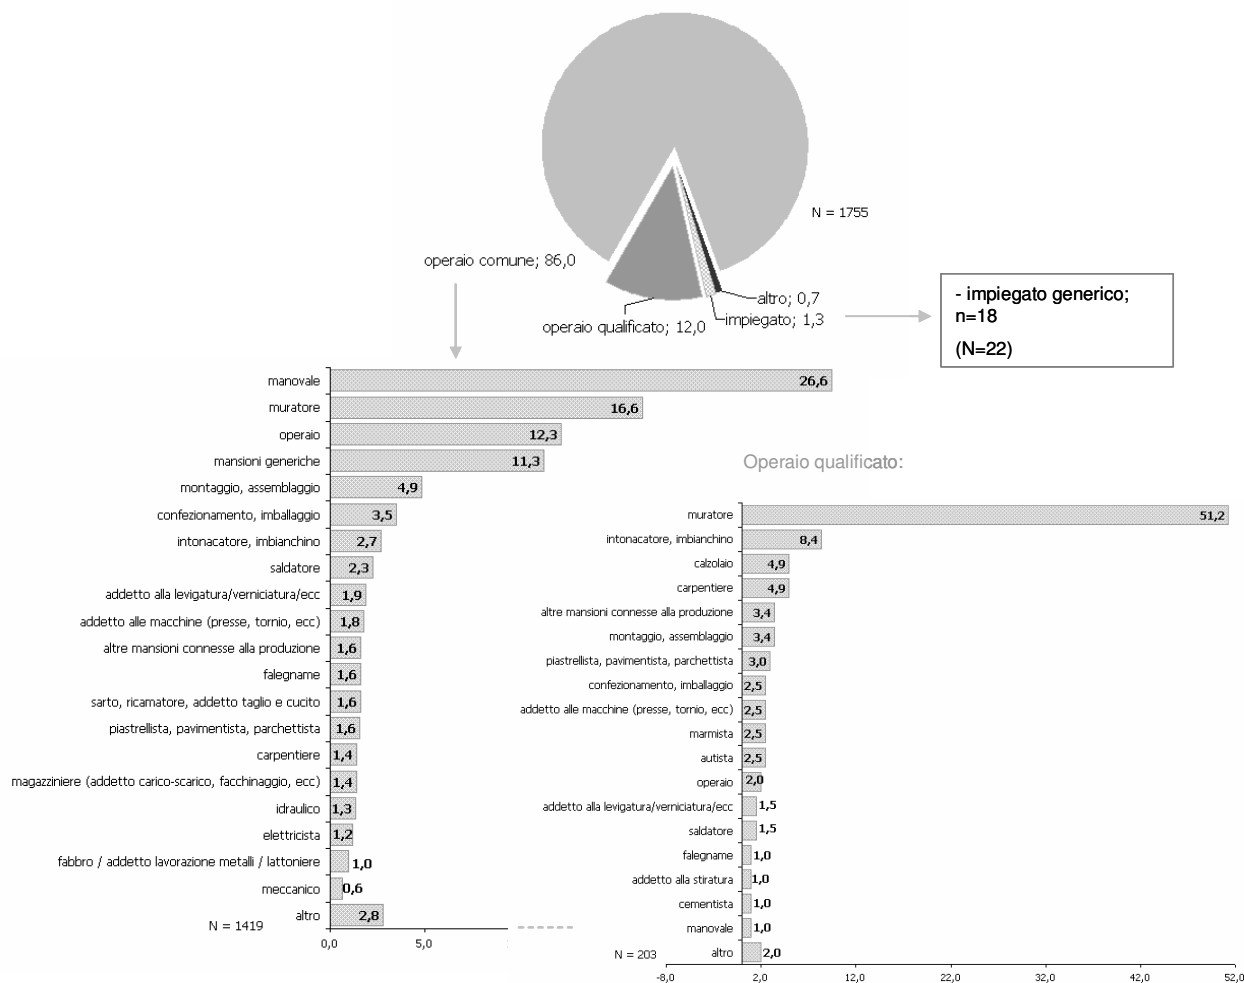 N = 1755
operaio comune; 86,0
altro; 0,7
impiegato; 1,3
operaio qualificato; 12,0
- impiegato generico;
n=18
(N=22)
manovale 26,6
muratore 16,6
operaio 12,3
mansioni generiche 11,3
montaggio, assemblaggio 4,9
confezionamento, imballaggio 3,5
intonacatore, imbianchino 2,7
saldatore 2,3
addetto alla levigatura/verniciatura/ecc 1,9
addetto alle macchine (presse, tornio, ecc) 1,8
altre mansioni connesse alla produzione 1,6
falegname 1,6
sarto, ricamatore, addetto taglio e cucito 1,6
piastrellista, pavimentista, parchettista 1,6
carpentiere 1,4
magazziniere (addetto carico-scarico, facchinaggio, ecc) 1,4
idraulico 1,3
elettricista 1,2
fabbro / addetto lavorazione metalli / lattoniere 1,0
meccanico 0,6
altro 2,8
N = 1419
0,0 5,0
Operaio qualificato:
muratore 51,2
intonacatore, imbianchino 8,4
calzolaio 4,9
carpentiere 4,9
altre mansioni connesse alla produzione 3,4
montaggio, assemblaggio 3,4
piastrellista, pavimentista, parchettista 3,0
confezionamento, imballaggio 2,5
addetto alle macchine (presse, tornio, ecc) 2,5
marmista 2,5
autista 2,5
operaio 2,0
addetto alla levigatura/verniciatura/ecc 1,5
saldatore 1,5
falegname 1,0
addetto alla stiratura 1,0
cementista 1,0
manovale 1,0
altro 2,0
N = 203
-8,0 2,0 12,0 22,0 32,0 42,0 52,0